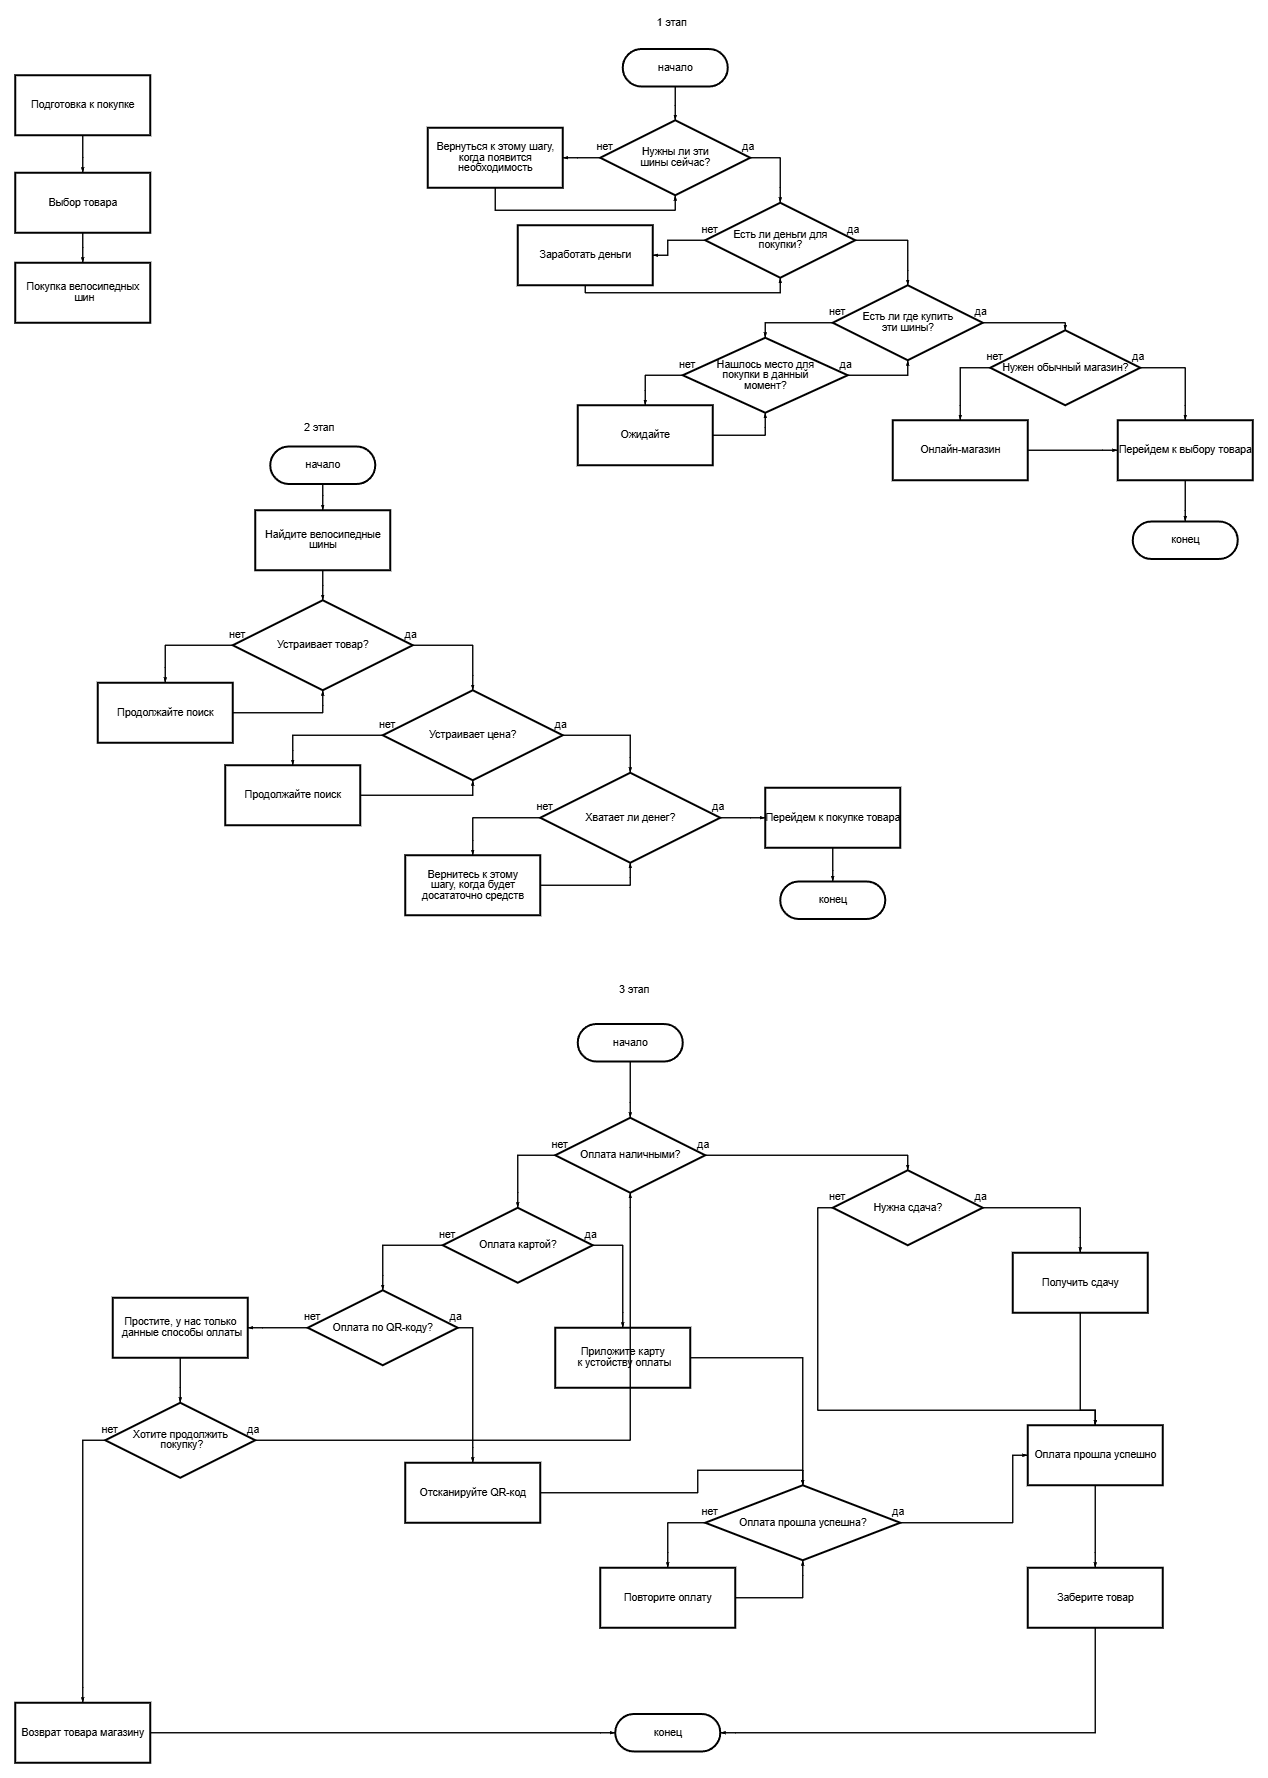 1 этап
начало
Подготовка к покупке
Выбор товара
Покупка велосипедных
шин
Нужны ли эти
шины сейчас?
нет
да
Вернуться к этому шагу,
когда появится
необходимость
Есть ли деньги для
покупки?
нет
да
Заработать деньги
Есть ли где купить
эти шины?
нет
да
Нашлось место для
покупки в данный
момент?
нет
да
Ожидайте
Нужен обычный магазин?
нет
да
Онлайн-магазин
Перейдем к выбору товара
конец
2 этап
начало
Найдите велосипедные
шины
Устраивает товар?
нет
да
Продолжайте поиск
Устраивает цена?
нет
да
Продолжайте поиск
Хватает ли денег?
нет
да
Вернитесь к этому
шагу, когда будет
досататочно средств
Перейдем к покупке товара
конец
3 этап
начало
Оплата наличными?
нет
да
Нужна сдача?
нет
да
Получить сдачу
Оплата картой?
нет
да
Оплата по QR-коду?
нет
да
Простите, у нас только
данные способы оплаты
Приложите карту
к устойству оплаты
Хотите продолжить
покупку?
нет
да
Отсканируйте QR-код
Оплата прошла успешно
Оплата прошла успешна?
нет
да
Повторите оплату
Заберите товар
Возврат товара магазину
конец